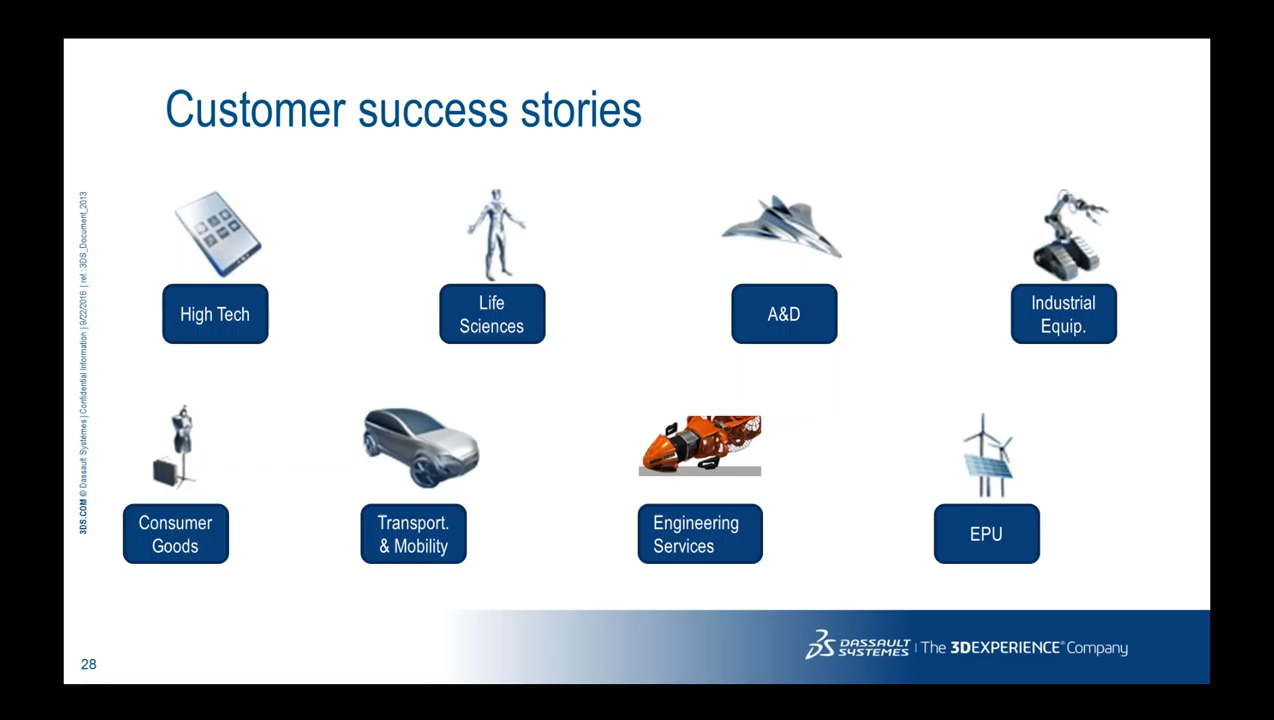 Customer success stories
3DS.COM © Dassault Systèmes | Confidential Information | 9/22/2016 | ref.: 3DS_Document_2013
High Tech
Life
Sciences
A&D
Industrial
Equip.
Consumer
Goods
Transport.
& Mobility
Engineering
Services
EPU
28
DASSAULT
SYSTEMES
The 3DEXPERIENCE® Company